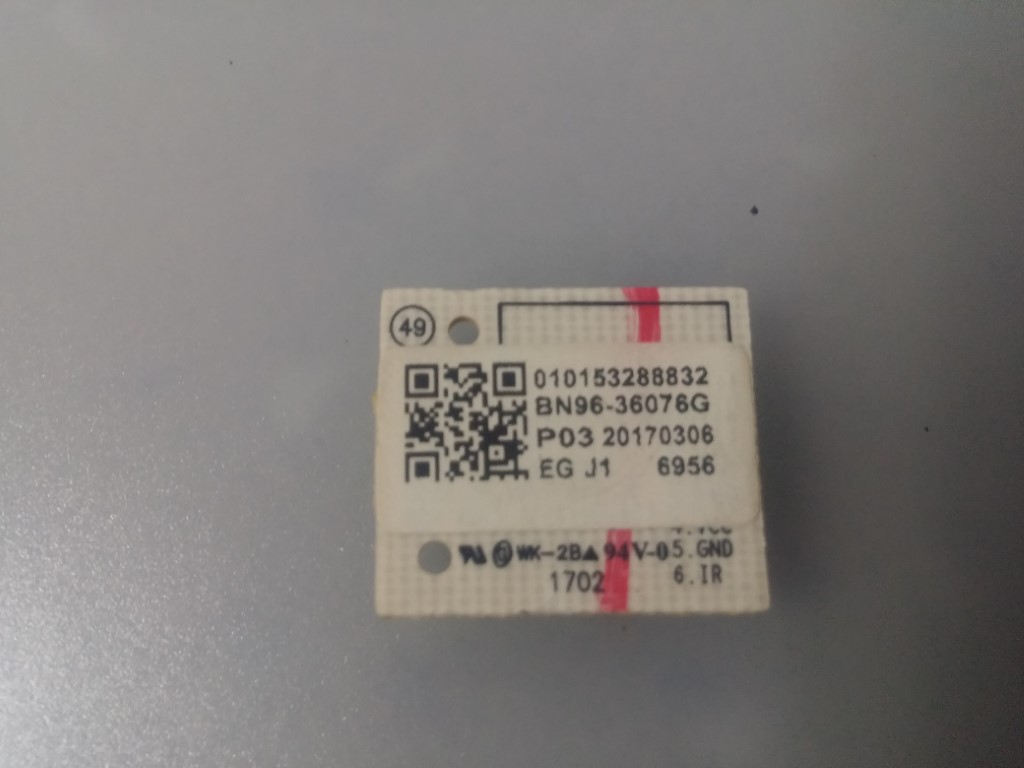 49
010153288832
BN96-36076G
P03 20170306
EG J1 6956
WK-2B▲ 94V-0 5.GND
1702 6.IR